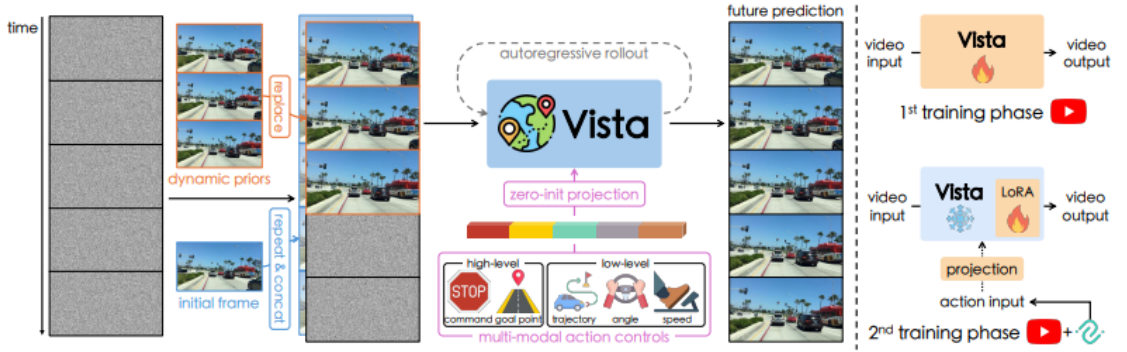 time
replace
dynamic priors
initial frame
repeat & concat
autoregressive rollout
Vista
zero-init projection
high-level
STOP
command
goal point
low-level
trajectory
angle
speed
multi-modal action controls
future prediction
video
input
Vista
video
output
1st training phase
video
input
Vista
LoRA
video
output
projection
action input
2nd training phase
+